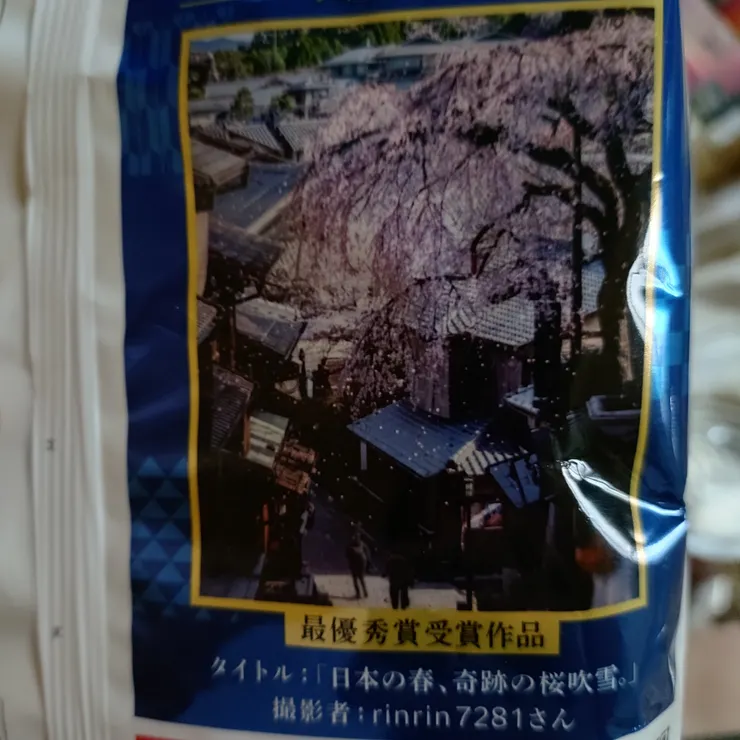 最優秀賞受賞作品
タイトル:「日本の春、奇跡の桜吹雪。」
撮影者:rinrin7281さん